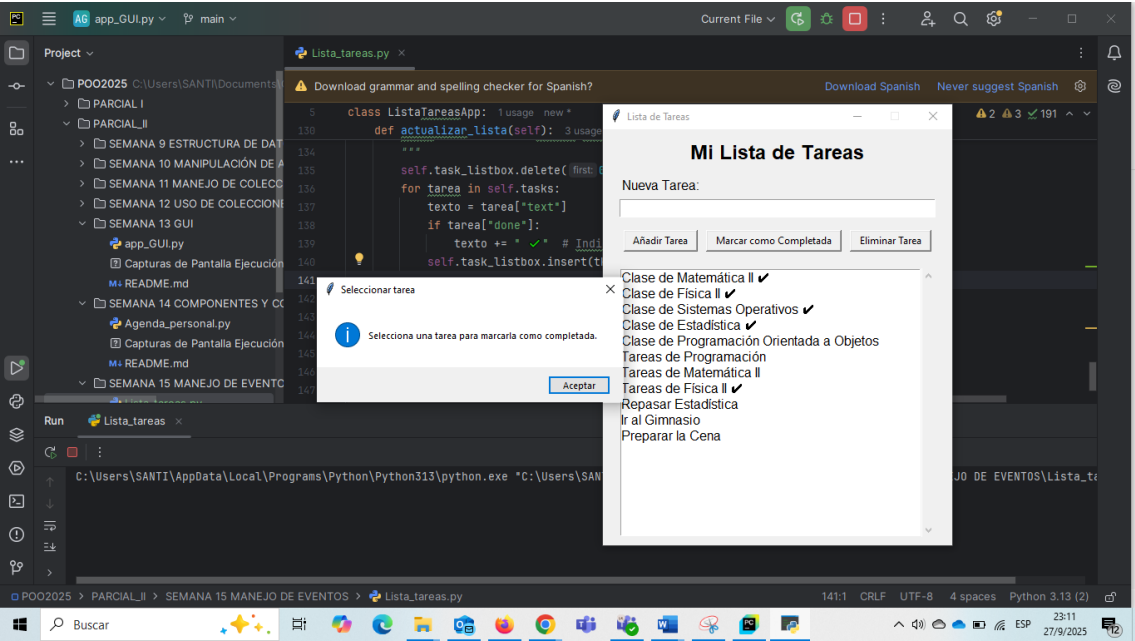 PC
AG app_GUI.py
main
Current File
Project
Lista_tareas.py
POO2025 C:\Users\SANTI\Documents\
PARCIAL I
PARCIAL_II
SEMANA 9 ESTRUCTURA DE DAT
SEMANA 10 MANIPULACIÓN DE A
SEMANA 11 MANEJO DE COLECC
SEMANA 12 USO DE COLECCIONE
SEMANA 13 GUI
app_GUI.py
Capturas de Pantalla Ejecución
M↓ README.md
SEMANA 14 COMPONENTES Y CO
Agenda_personal.py
Capturas de Pantalla Ejecución
M↓ README.md
SEMANA 15 MANEJO DE EVENTO
Lista_tareas.py
Download grammar and spelling checker for Spanish?
Download Spanish
Never suggest Spanish
2 3 191
5 class ListaTareasApp: 1 usage new *
130 def actualizar_lista(self): 3 usage
134 """
135 self.task_listbox.delete( first:
136 for tarea in self.tasks:
137 texto = tarea["text"]
138 if tarea["done"]:
139 texto += " ✓" # Indi
140 self.task_listbox.insert(t
141
142
143
144
145
146
147
Seleccionar tarea
Selecciona una tarea para marcarla como completada.
Aceptar
Lista de Tareas
Mi Lista de Tareas
Nueva Tarea:
Añadir Tarea
Marcar como Completada
Eliminar Tarea
Clase de Matemática II ✔
Clase de Física II ✔
Clase de Sistemas Operativos ✔
Clase de Estadística ✔
Clase de Programación Orientada a Objetos
Tareas de Programación
Tareas de Matemática II
Tareas de Física II ✔
Repasar Estadística
Ir al Gimnasio
Preparar la Cena
Run
Lista_tareas
C:\Users\SANTI\AppData\Local\Programs\Python\Python313\python.exe "C:\Users\SAN
JO DE EVENTOS\Lista_ta
POO2025 > PARCIAL_II > SEMANA 15 MANEJO DE EVENTOS > Lista_tareas.py
141:1 CRLF UTF-8 4 spaces Python 3.13 (2)
Buscar
ESP
23:11
27/9/2025
12